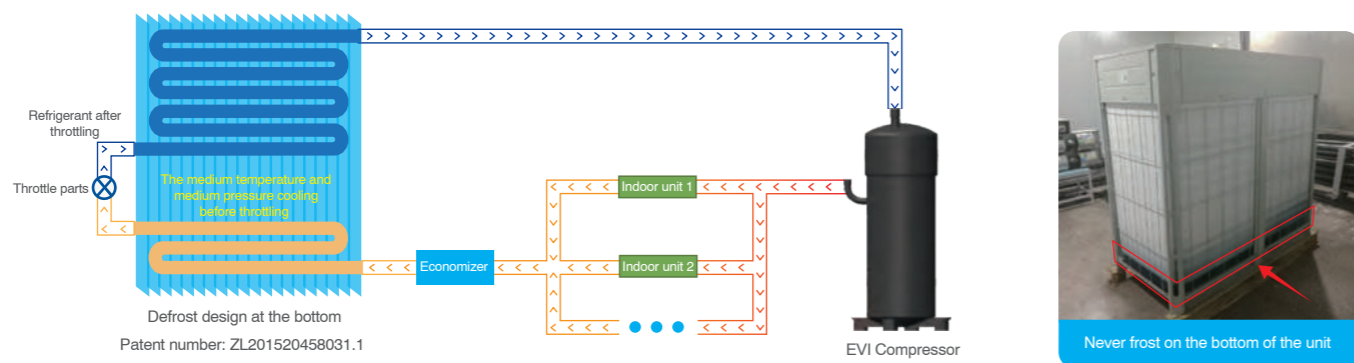 Refrigerant after
throttling
Throttle parts
The medium temperature and
medium pressure cooling
before throttling
Defrost design at the bottom
Patent number: ZL201520458031.1
Economizer
Indoor unit 1
Indoor unit 2
EVI Compressor
Never frost on the bottom of the unit